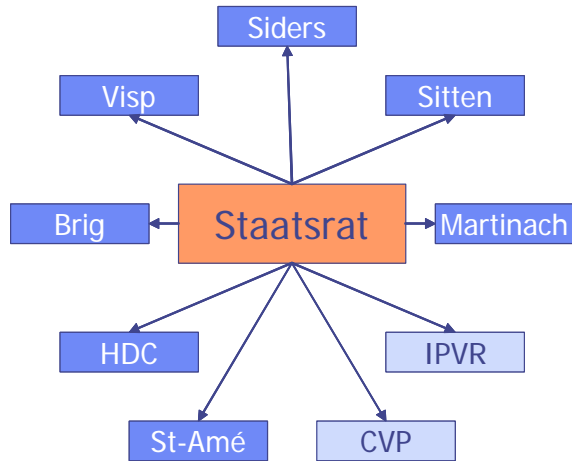 Siders
Visp
Sitten
Brig
Staatsrat
Martinach
HDC
IPVR
St-Amé
CVP